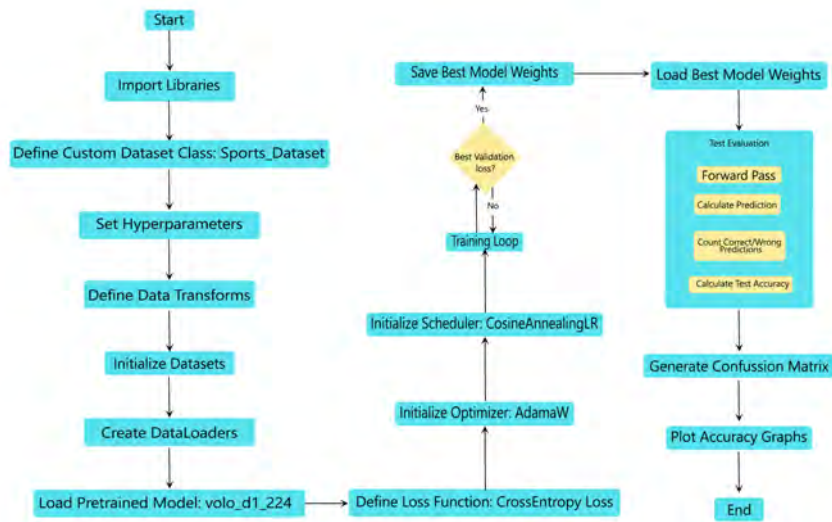 Start
Import Libraries
Define Custom Dataset Class: Sports_Dataset
Set Hyperparameters
Define Data Transforms
Initialize Datasets
Create DataLoaders
Load Pretrained Model: volo_d1_224
Define Loss Function: CrossEntropy Loss
Initialize Optimizer: AdamaW
Initialize Scheduler: CosineAnnealingLR
Training Loop
No
Best Validation
loss?
Yes
Save Best Model Weights
Load Best Model Weights
Test Evaluation
Forward Pass
Calculate Prediction
Count Correct/Wrong
Predictions
Calculate Test Accuracy
Generate Confussion Matrix
Plot Accuracy Graphs
End